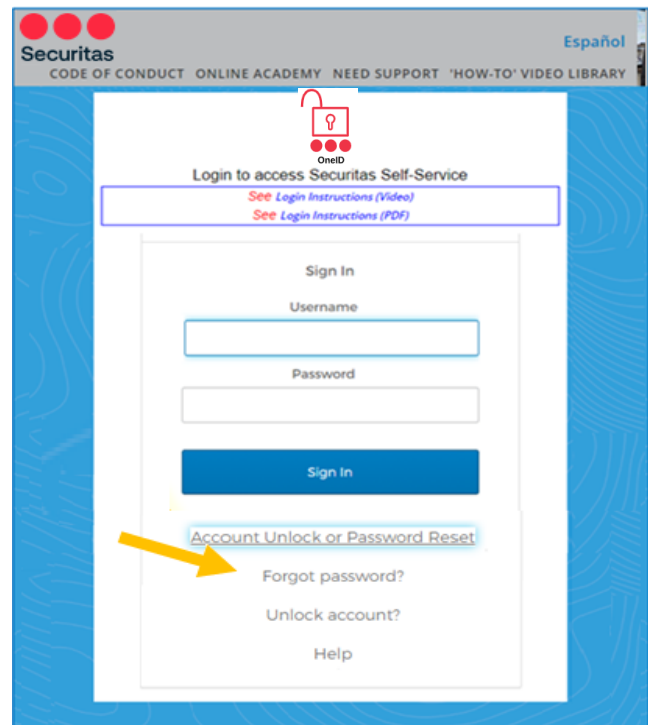 Español
Securitas
CODE OF CONDUCT ONLINE ACADEMY NEED SUPPORT 'HOW-TO' VIDEO LIBRARY
OneID
Login to access Securitas Self-Service
See Login Instructions (Video)
See Login Instructions (PDF)
Sign In
Username
Password
Sign In
Account Unlock or Password Reset
Forgot password?
Unlock account?
Help